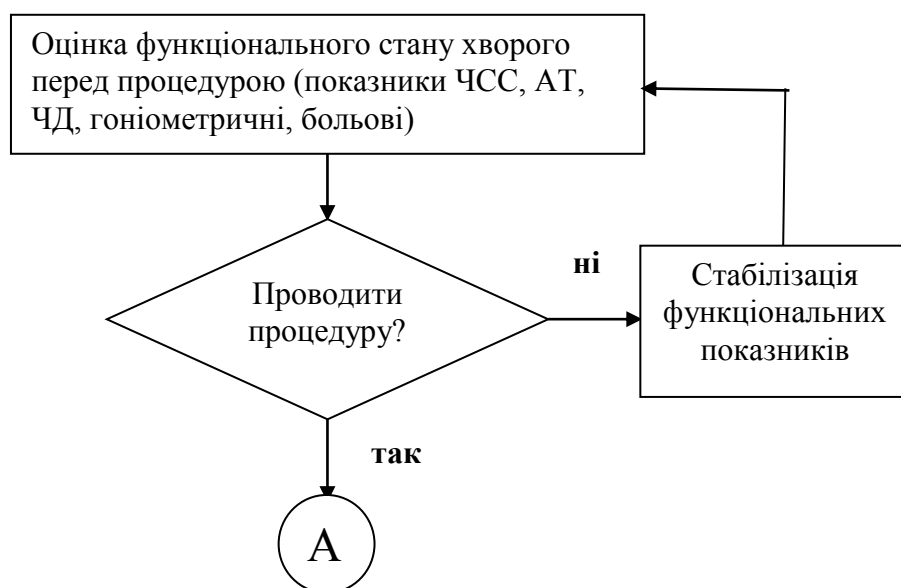 Оцінка функціонального стану хворого
перед процедурою (показники ЧСС, АТ,
ЧД, гоніометричні, больові)
Проводити
процедуру?
ні
Стабілізація
функціональних
показників
так
А